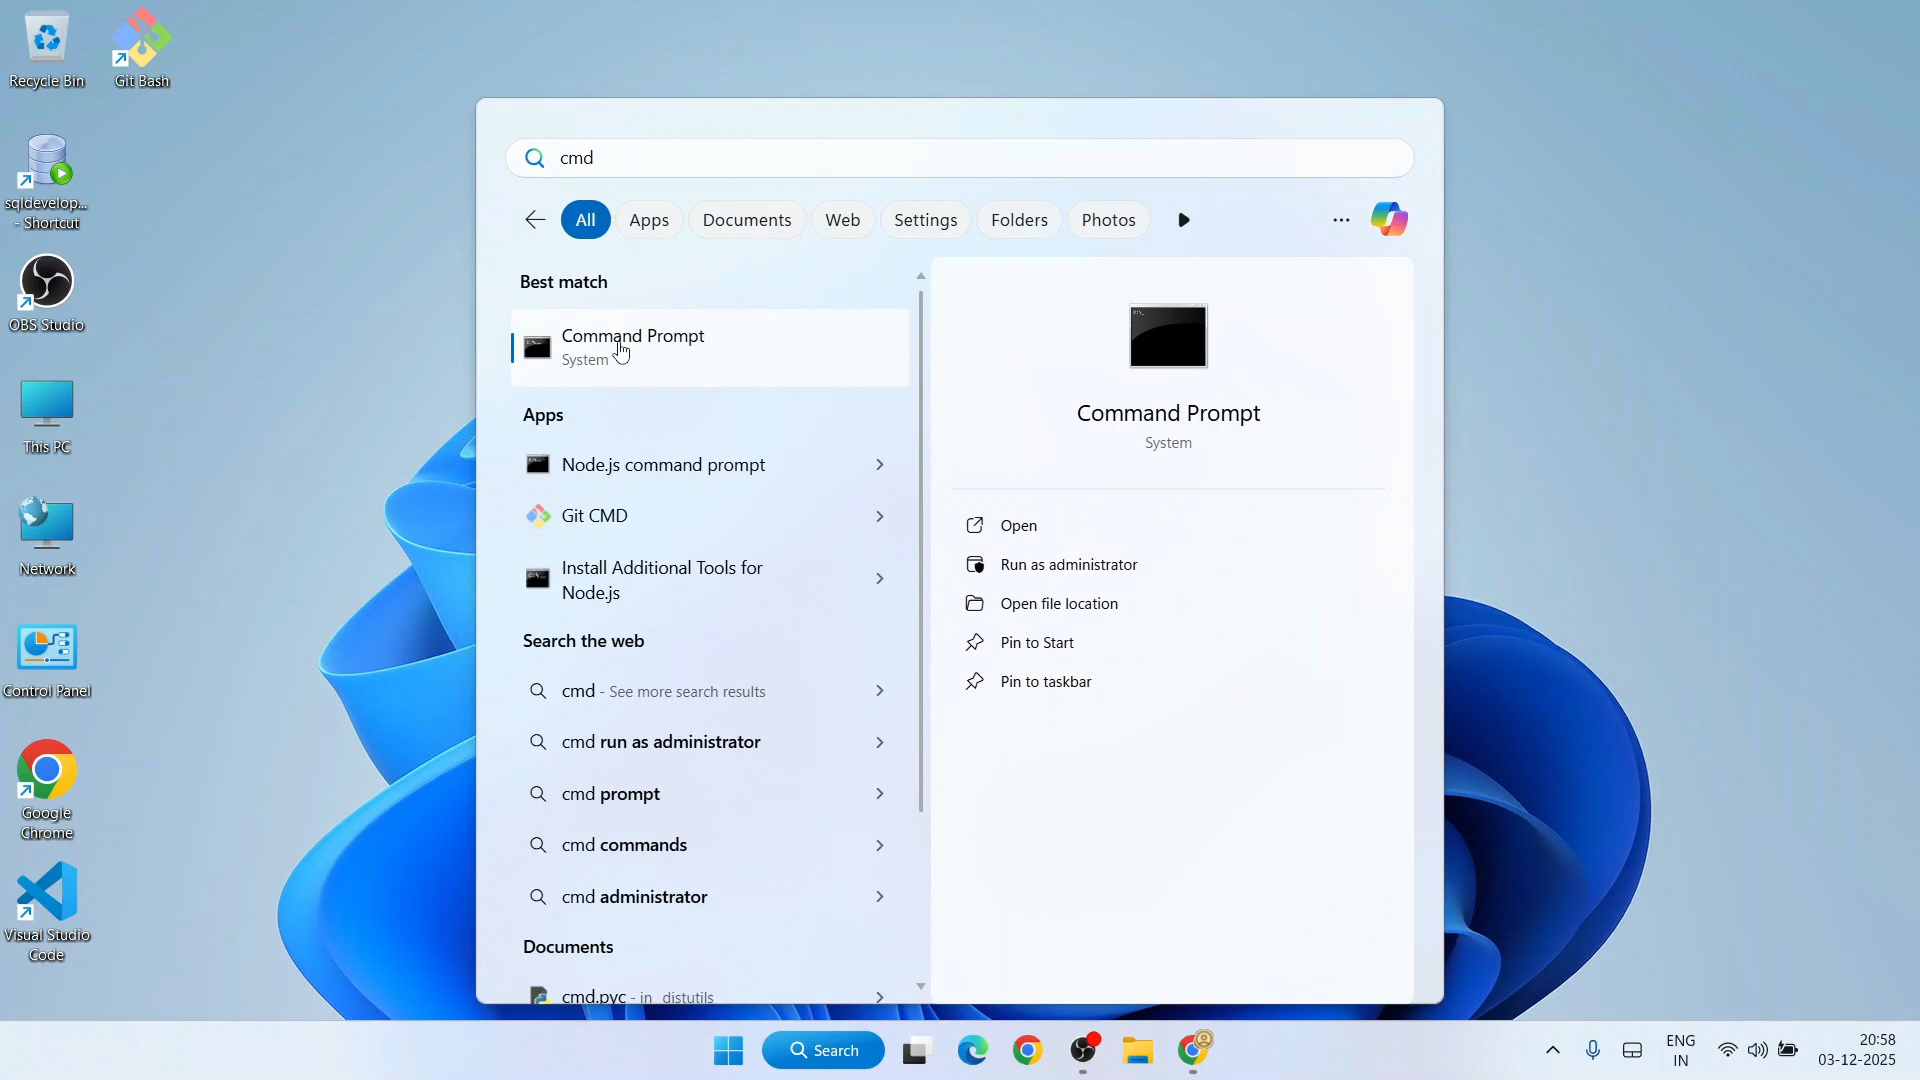 Recycle Bin
Git Bash
sqldevelop...
- Shortcut
OBS Studio
This PC
Network
Control Panel
Google
Chrome
Visual Studio
Code
cmd
All
Apps
Documents
Web
Settings
Folders
Photos
Best match
Command Prompt
System
Apps
Node.js command prompt
Git CMD
Install Additional Tools for
Node.js
Search the web
cmd - See more search results
cmd run as administrator
cmd prompt
cmd commands
cmd administrator
Documents
cmd.pyc - in _distutils
Command Prompt
System
Open
Run as administrator
Open file location
Pin to Start
Pin to taskbar
Search
ENG
IN
20:58
03-12-2025